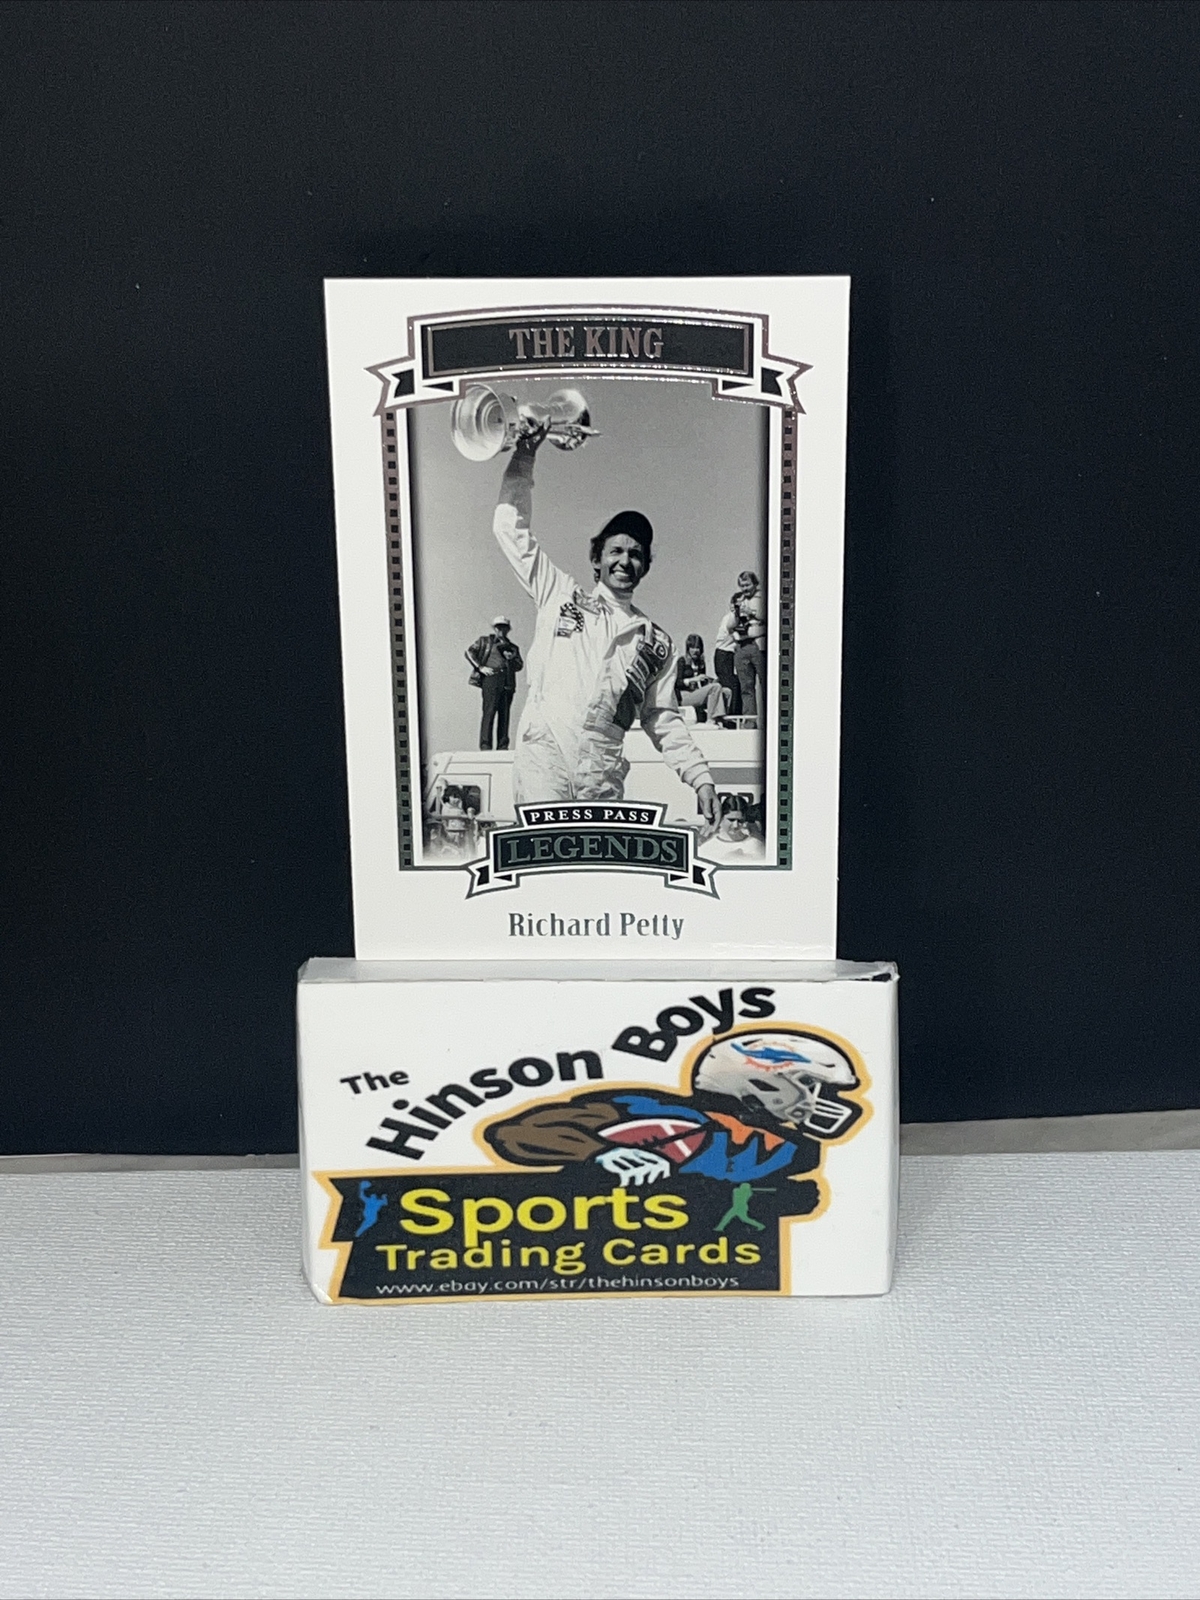 THE KING
PRESS PASS
LEGENDS
Richard Petty
The
Hinson Boys
Sports
Trading Cards
www.ebay.com/str/thehinsonboys